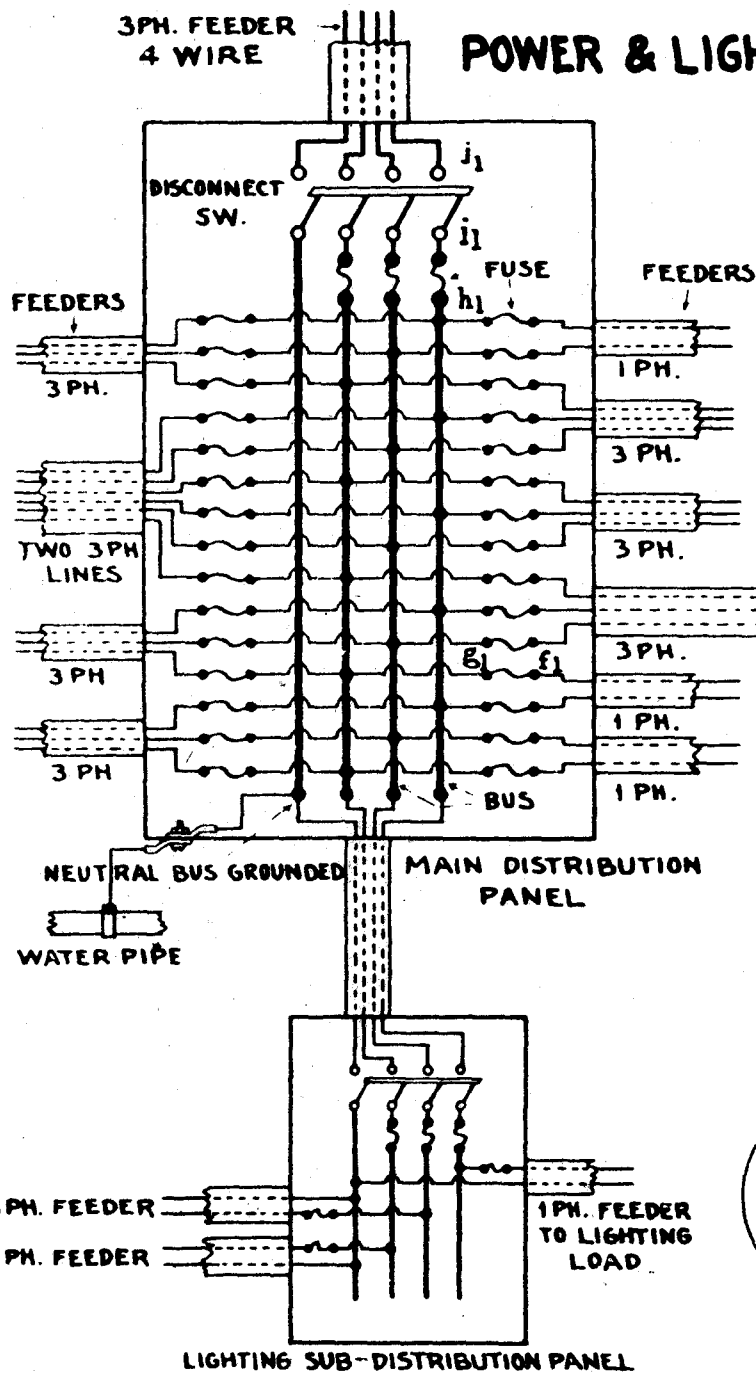 3PH. FEEDER
4 WIRE
POWER & LIGH
j1
DISCONNECT
SW.
i1
FUSE
h1
FEEDERS
FEEDERS
3 PH.
1 PH.
3 PH.
TWO 3PH
LINES
3 PH.
3 PH
3 PH.
g1
f1
1 PH.
3 PH
BUS
1 PH.
NEUTRAL BUS GROUNDED
MAIN DISTRIBUTION
PANEL
WATER PIPE
PH. FEEDER
PH. FEEDER
1 PH. FEEDER
TO LIGHTING
LOAD
LIGHTING SUB-DISTRIBUTION PANEL